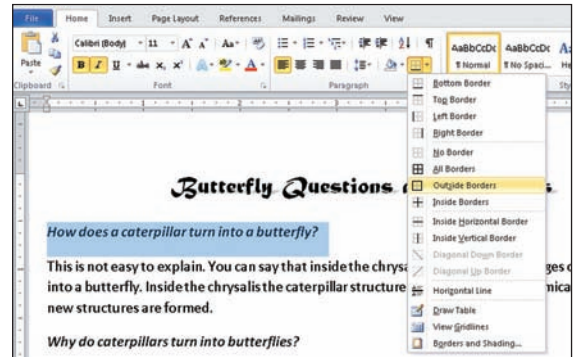 File Home Insert Page Layout References Mailings Review View
Calibri (Body) 11 A A Aa
Paste B I U abc x, x² A
AaBbCcDc AaBbCcDc
¶ Normal ¶ No Spaci...
Clipboard Font Paragraph
Bottom Border
Top Border
Left Border
Right Border
No Border
All Borders
Outside Borders
Inside Borders
Inside Horizontal Border
Inside Vertical Border
Diagonal Down Border
Diagonal Up Border
Horizontal Line
Draw Table
View Gridlines
Borders and Shading...
Butterfly Questions
How does a caterpillar turn into a butterfly?
This is not easy to explain. You can say that inside the chrysa
into a butterfly. Inside the chrysalis the caterpillar structure
new structures are formed.
Why do caterpillars turn into butterflies?